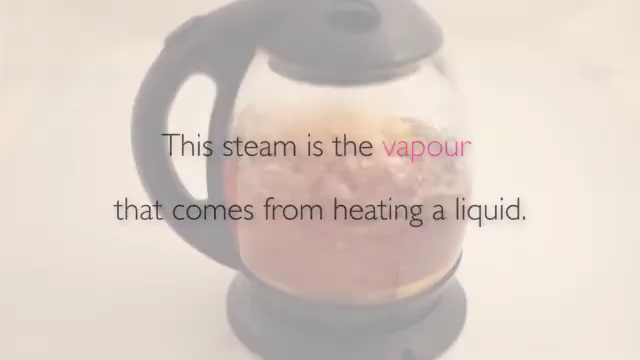 This steam is the vapour
that comes from heating a liquid.